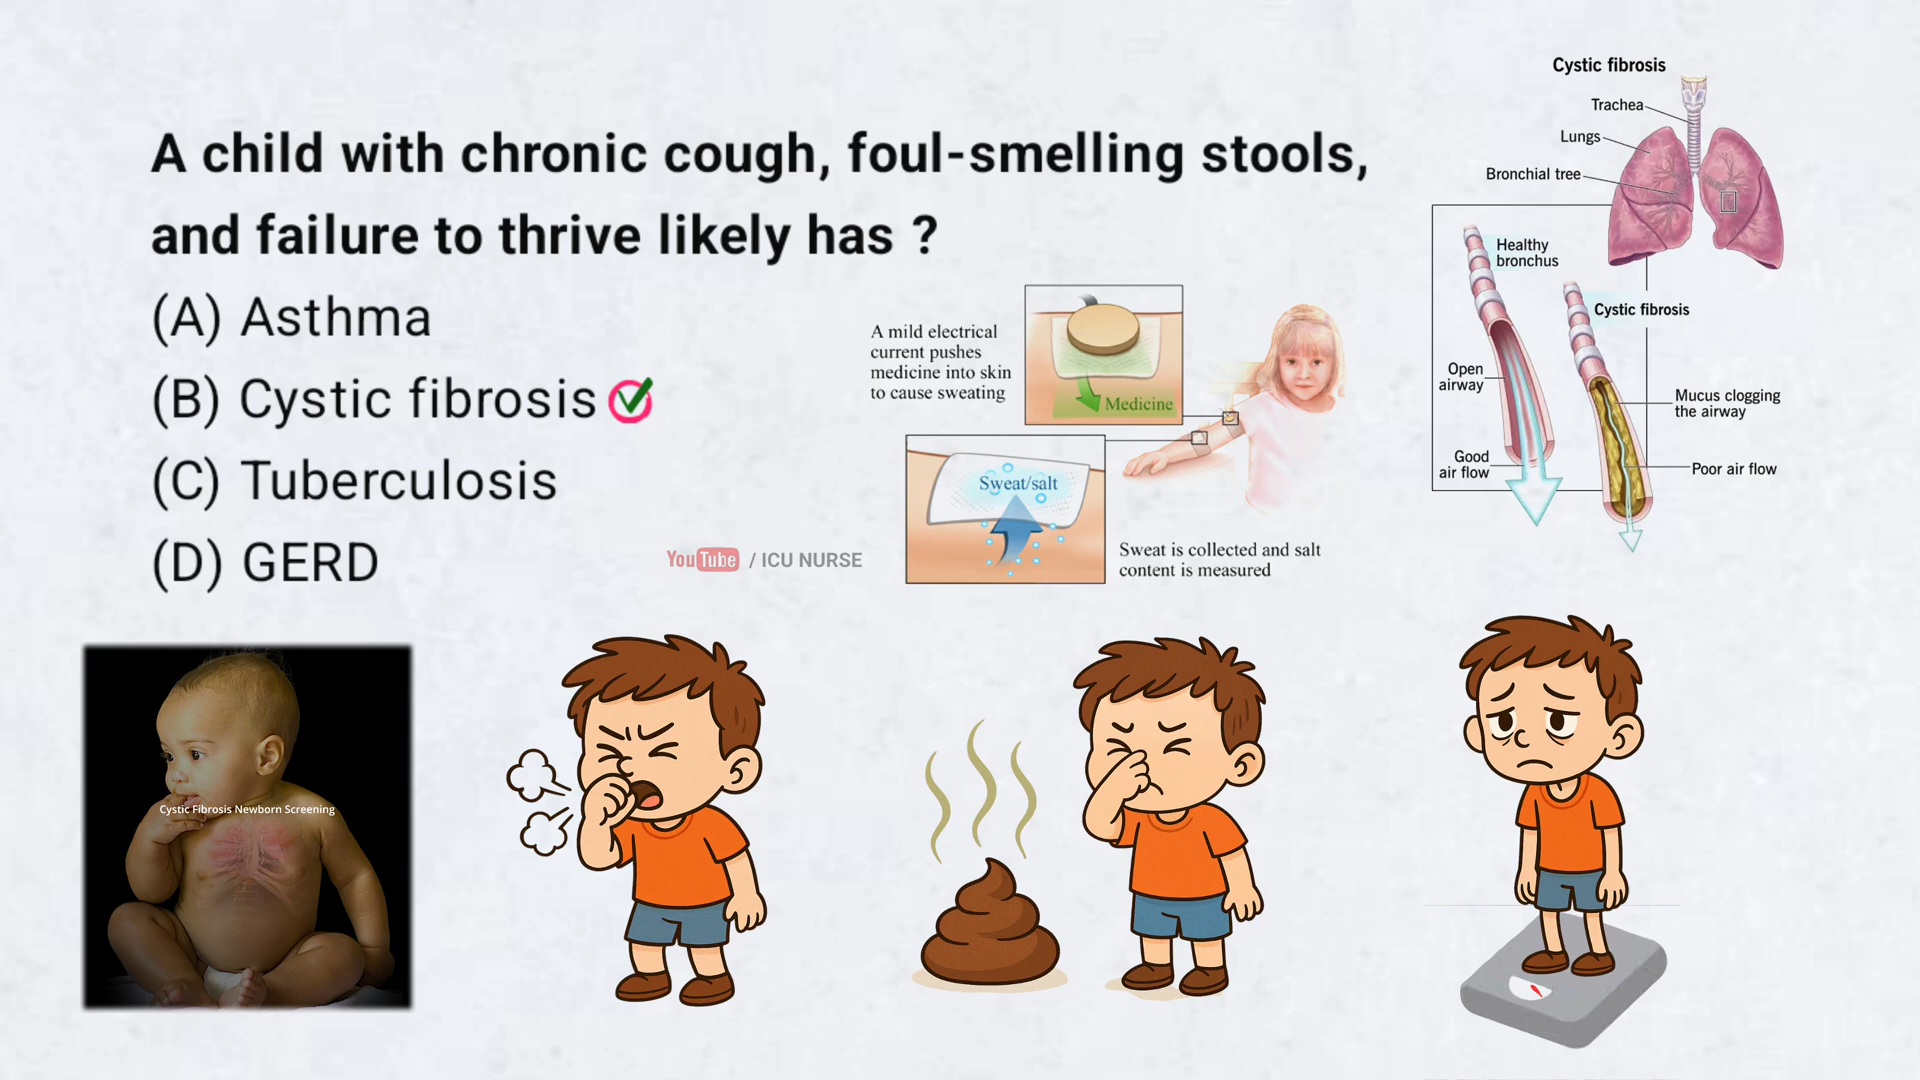 A child with chronic cough, foul-smelling stools,
and failure to thrive likely has ?
(A) Asthma
(B) Cystic fibrosis
(C) Tuberculosis
(D) GERD
YouTube / ICU NURSE
A mild electrical
current pushes
medicine into skin
to cause sweating
Medicine
Sweat/salt
Sweat is collected and salt
content is measured
Cystic fibrosis
Trachea
Lungs
Bronchial tree
Healthy
bronchus
Cystic fibrosis
Open
airway
Mucus clogging
the airway
Good
air flow
Poor air flow
Cystic Fibrosis Newborn Screening